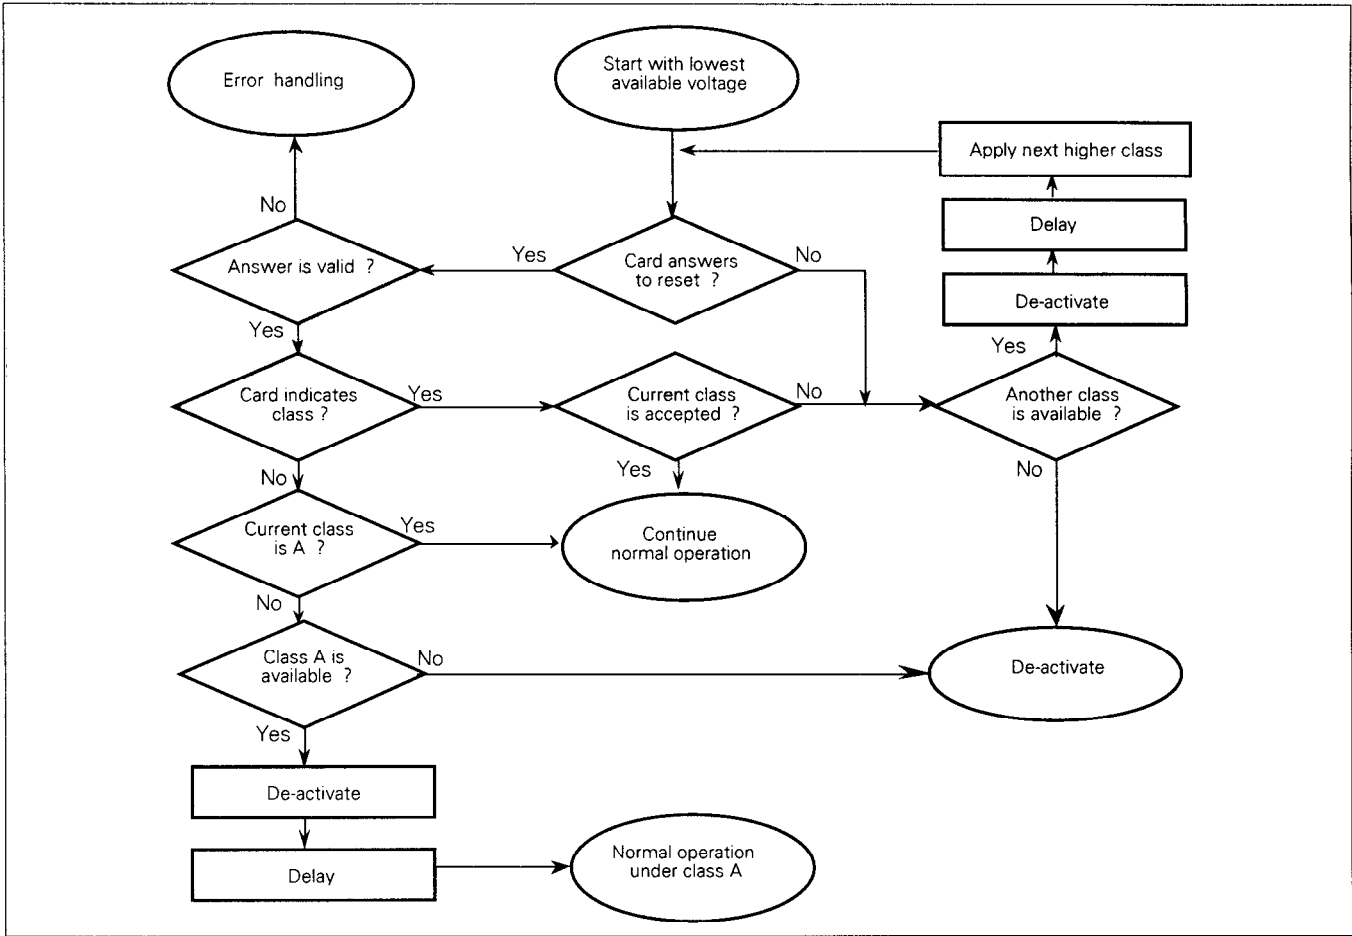 Error handling
Start with lowest
available voltage
Apply next higher class
Delay
De-activate
No
Yes
No
Answer is valid ?
Card answers
to reset ?
Yes
Yes
Card indicates
class ?
Yes
Current class
is accepted ?
No
Another class
is available ?
No
Yes
No
Current class
is A ?
Yes
Continue
normal operation
No
Class A is
available ?
No
De-activate
Yes
De-activate
Delay
Normal operation
under class A